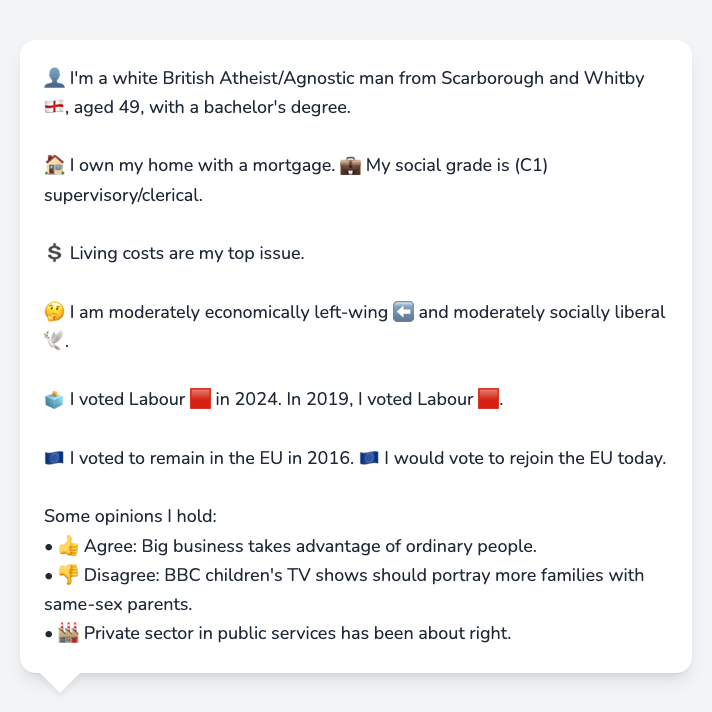 👤 I'm a white British Atheist/Agnostic man from Scarborough and Whitby
🏴󠁧󠁢󠁥󠁮󠁧󠁿, aged 49, with a bachelor's degree.
🏠 I own my home with a mortgage. 💼 My social grade is (C1)
supervisory/clerical.
💲 Living costs are my top issue.
🤔 I am moderately economically left-wing ⬅️ and moderately socially liberal
🕊️.
🗳️ I voted Labour 🟥 in 2024. In 2019, I voted Labour 🟥.
🇪🇺 I voted to remain in the EU in 2016. 🇪🇺 I would vote to rejoin the EU today.
Some opinions I hold:
• 👍 Agree: Big business takes advantage of ordinary people.
• 👎 Disagree: BBC children's TV shows should portray more families with
same-sex parents.
• 🏭 Private sector in public services has been about right.